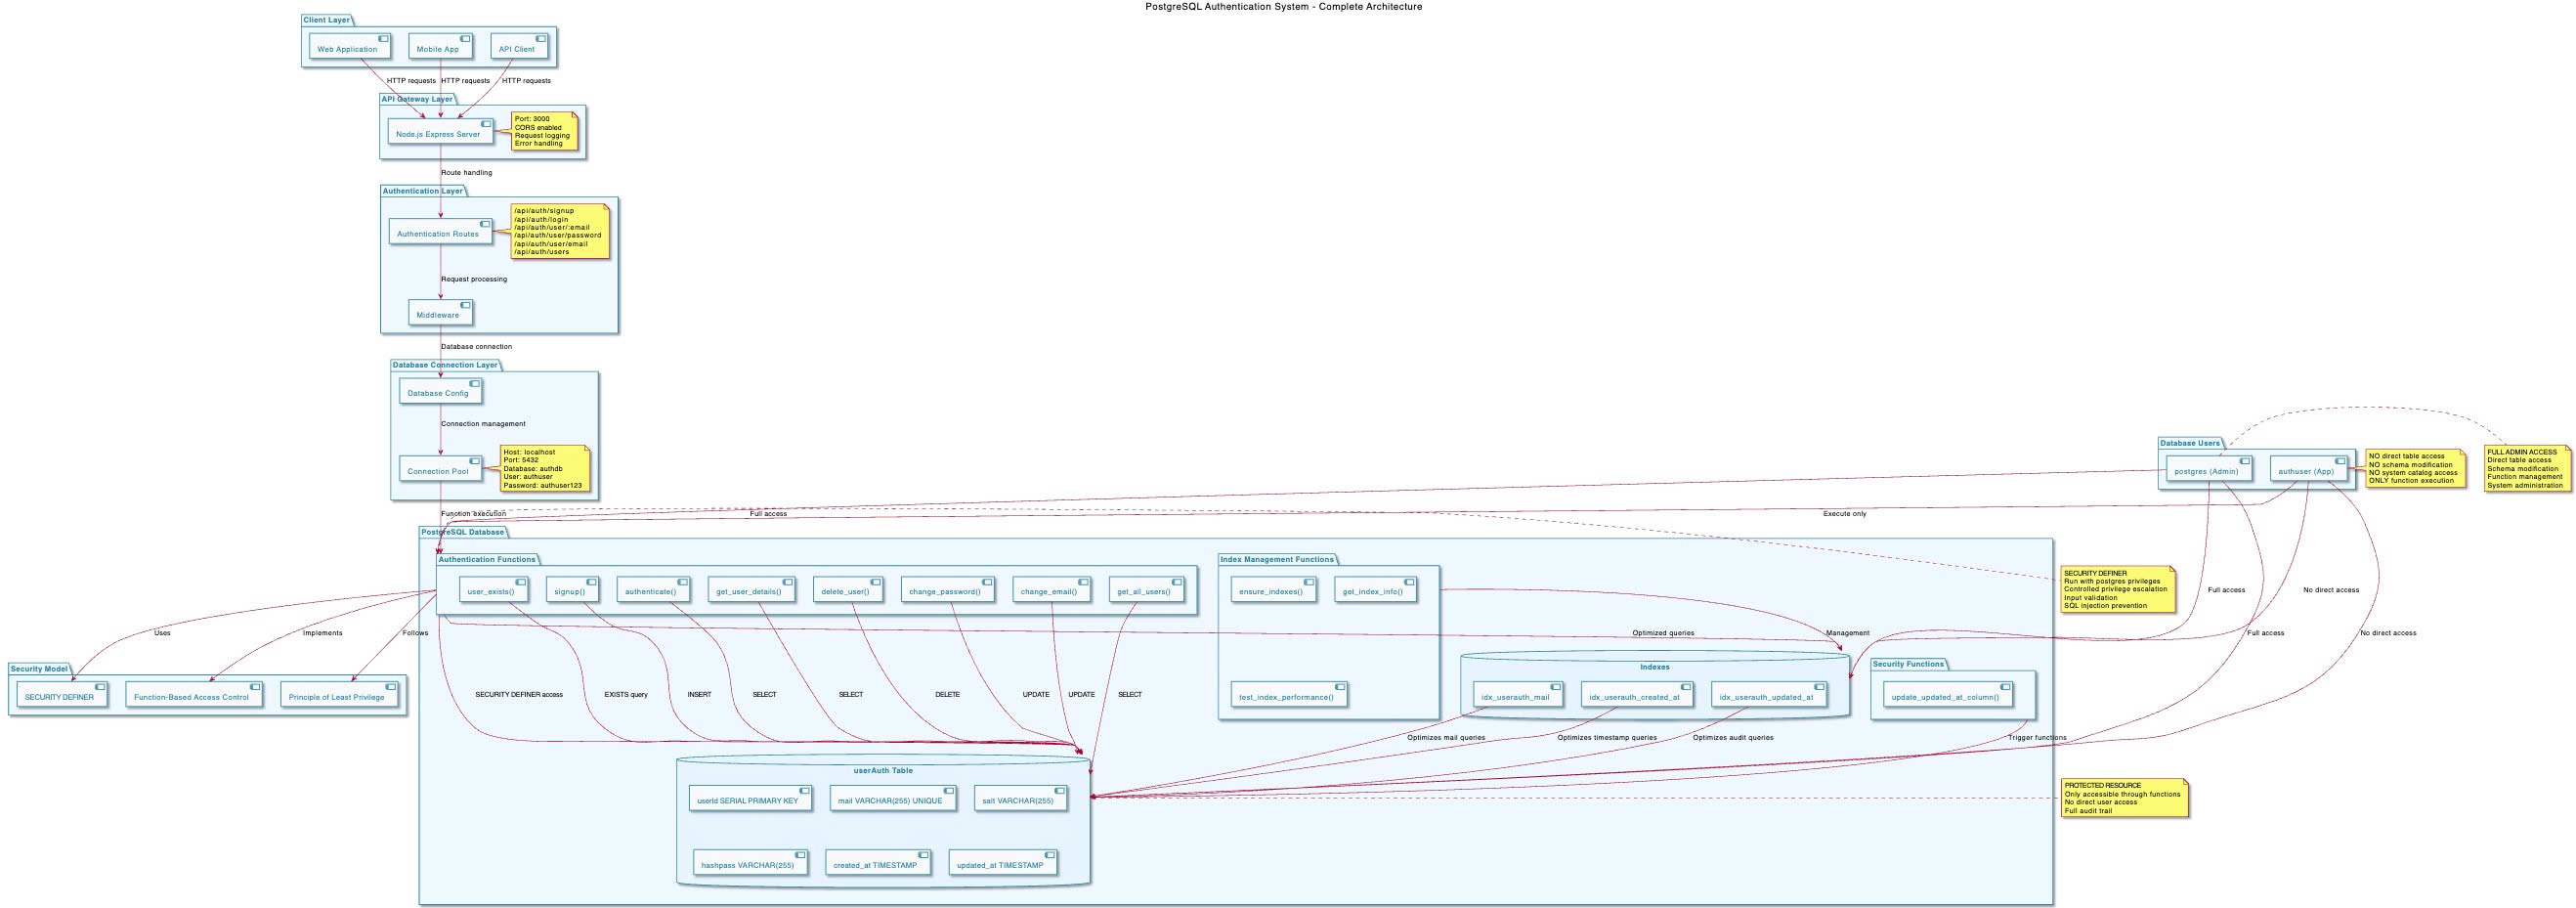 PostgreSQL Authentication System - Complete Architecture
Client Layer
Web Application
Mobile App
API Client
HTTP requests
HTTP requests
HTTP requests
API Gateway Layer
Node.js Express Server
Port: 3000
CORS enabled
Request logging
Error handling
Route handling
Authentication Layer
Authentication Routes
/api/auth/signup
/api/auth/login
/api/auth/user/:email
/api/auth/user/password
/api/auth/user/email
/api/auth/users
Request processing
Middleware
Database connection
Database Connection Layer
Database Config
Connection management
Connection Pool
Host: localhost
Port: 5432
Database: authdb
User: authuser
Password: authuser123
Database Users
postgres (Admin)
authuser (App)
NO direct table access
NO schema modification
NO system catalog access
ONLY function execution
FULL ADMIN ACCESS
Direct table access
Schema modification
Function management
System administration
Function execution
Full access
Execute only
PostgreSQL Database
Authentication Functions
user_exists()
signup()
authenticate()
get_user_details()
delete_user()
change_password()
change_email()
get_all_users()
Index Management Functions
ensure_indexes()
get_index_info()
test_index_performance()
SECURITY DEFINER
Run with postgres privileges
Controlled privilege escalation
Input validation
SQL injection prevention
Full access
No direct access
Uses
Implements
Follows
Optimized queries
Management
Full access
No direct access
Security Model
SECURITY DEFINER
Function-Based Access Control
Principle of Least Privilege
SECURITY DEFINER access
EXISTS query
INSERT
SELECT
SELECT
DELETE
UPDATE
UPDATE
SELECT
Indexes
idx_userauth_mail
idx_userauth_created_at
idx_userauth_updated_at
Security Functions
update_updated_at_column()
Optimizes mail queries
Optimizes timestamp queries
Optimizes audit queries
Trigger functions
userAuth Table
userId SERIAL PRIMARY KEY
mail VARCHAR(255) UNIQUE
salt VARCHAR(255)
hashpass VARCHAR(255)
created_at TIMESTAMP
updated_at TIMESTAMP
PROTECTED RESOURCE
Only accessible through functions
No direct user access
Full audit trail